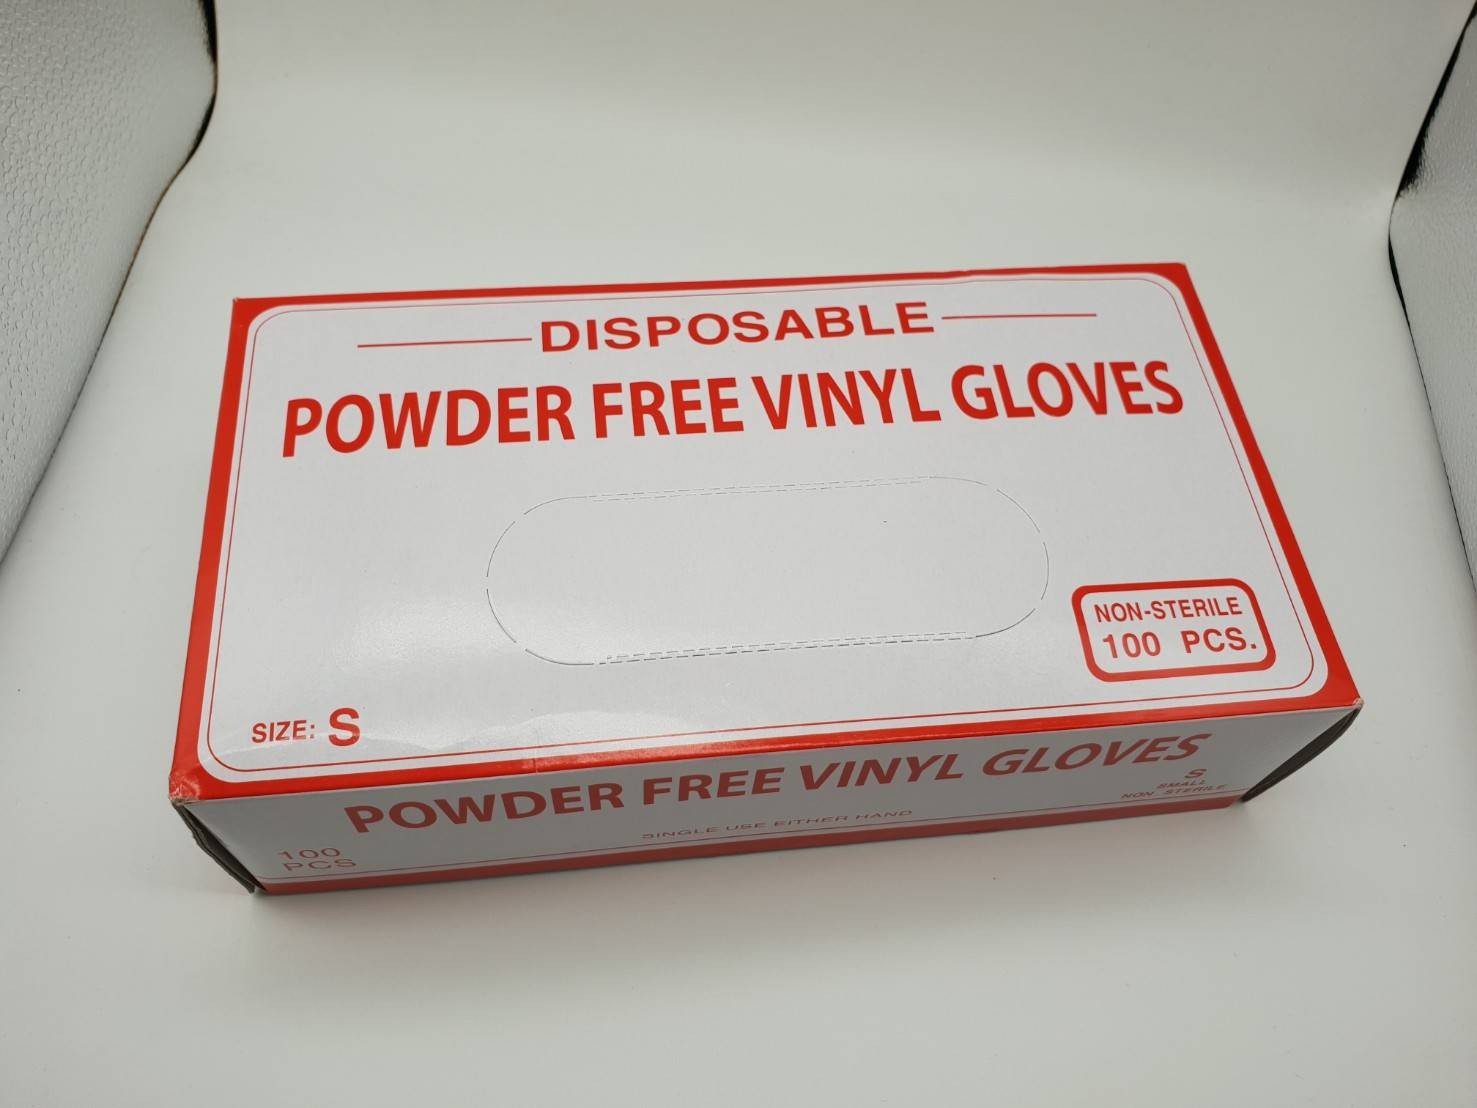 DISPOSABLE
POWDER FREE VINYL GLOVES
NON-STERILE
100 PCS.
SIZE: S
POWDER FREE VINYL GLOVES
S
SMALL
NON STERILE
SINGLE USE EITHER HAND
100
PCS